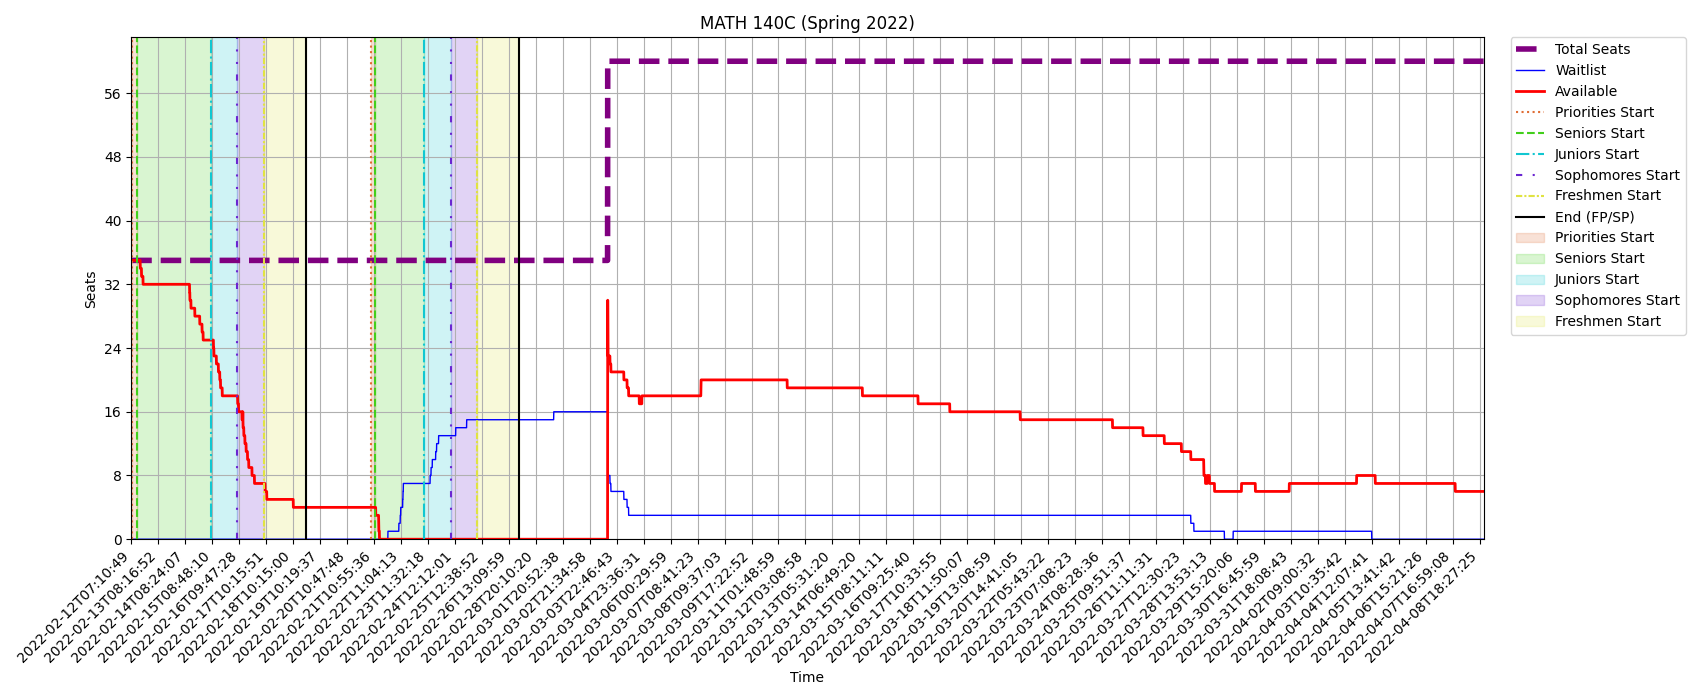 MATH 140C (Spring 2022)
Total Seats
Waitlist
Available
Priorities Start
Seniors Start
Juniors Start
Sophomores Start
Freshmen Start
End (FP/SP)
Priorities Start
Seniors Start
Juniors Start
Sophomores Start
Freshmen Start
Seats
56
48
40
32
24
16
8
0
2022-02-12T07:10:49
2022-02-13T08:16:52
2022-02-14T08:24:07
2022-02-15T08:48:10
2022-02-16T09:47:28
2022-02-17T10:15:51
2022-02-18T10:15:00
2022-02-19T10:19:37
2022-02-20T10:47:48
2022-02-21T10:55:36
2022-02-22T11:04:13
2022-02-23T11:32:18
2022-02-24T12:12:01
2022-02-25T12:38:52
2022-02-26T13:09:59
2022-02-28T20:10:20
2022-03-01T20:52:38
2022-03-02T21:34:58
2022-03-03T22:46:43
2022-03-04T23:36:31
2022-03-06T00:29:59
2022-03-07T08:41:23
2022-03-08T09:37:03
2022-03-09T17:22:52
2022-03-11T01:48:59
2022-03-12T03:08:58
2022-03-13T05:31:20
2022-03-14T06:49:20
2022-03-15T08:11:11
2022-03-16T09:25:40
2022-03-17T10:33:55
2022-03-18T11:50:07
2022-03-19T13:08:59
2022-03-20T14:41:05
2022-03-22T05:43:22
2022-03-23T07:08:23
2022-03-24T08:28:36
2022-03-25T09:51:37
2022-03-26T11:11:31
2022-03-27T12:30:23
2022-03-28T13:53:13
2022-03-29T15:20:06
2022-03-30T16:45:59
2022-03-31T18:08:43
2022-04-02T09:00:32
2022-04-03T10:35:42
2022-04-04T12:07:41
2022-04-05T13:41:42
2022-04-06T15:21:26
2022-04-07T16:59:08
2022-04-08T18:27:25
Time